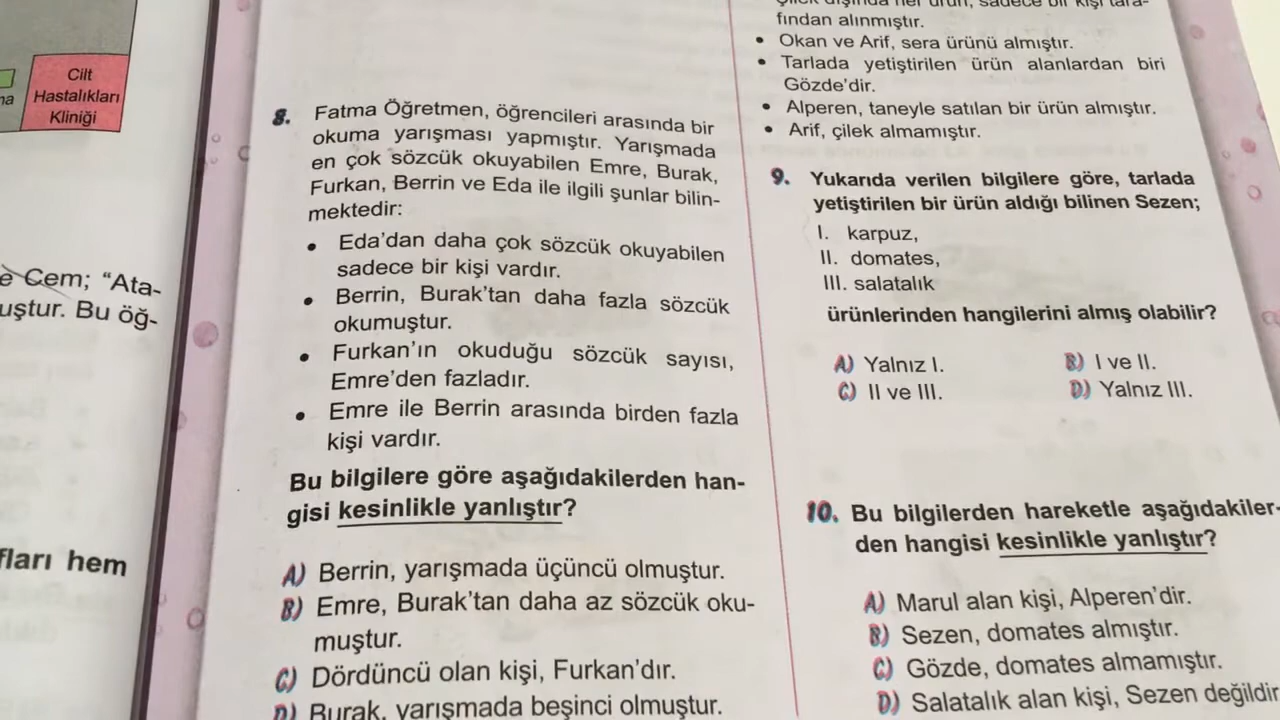 Cilt
Hastalıkları
Kliniği
na
e Cem; “Ata-
uştur. Bu öğ-
fları hem
8. Fatma Öğretmen, öğrencileri arasında bir
okuma yarışması yapmıştır. Yarışmada
en çok sözcük okuyabilen Emre, Burak,
Furkan, Berrin ve Eda ile ilgili şunlar bilin-
mektedir:
• Eda’dan daha çok sözcük okuyabilen
sadece bir kişi vardır.
• Berrin, Burak’tan daha fazla sözcük
okumuştur.
• Furkan’ın okuduğu sözcük sayısı,
Emre’den fazladır.
• Emre ile Berrin arasında birden fazla
kişi vardır.
Bu bilgilere göre aşağıdakilerden han-
gisi kesinlikle yanlıştır?
A) Berrin, yarışmada üçüncü olmuştur.
B) Emre, Burak’tan daha az sözcük oku-
muştur.
C) Dördüncü olan kişi, Furkan’dır.
D) Burak, yarışmada beşinci olmuştur.
Çilek dışında her ürün, sadece bir kişi tara-
fından alınmıştır.
• Okan ve Arif, sera ürünü almıştır.
• Tarlada yetiştirilen ürün alanlardan biri
Gözde’dir.
• Alperen, taneyle satılan bir ürün almıştır.
• Arif, çilek almamıştır.
9. Yukarıda verilen bilgilere göre, tarlada
yetiştirilen bir ürün aldığı bilinen Sezen;
I. karpuz,
II. domates,
III. salatalık
ürünlerinden hangilerini almış olabilir?
A) Yalnız I. B) I ve II.
C) II ve III. D) Yalnız III.
10. Bu bilgilerden hareketle aşağıdakiler-
den hangisi kesinlikle yanlıştır?
A) Marul alan kişi, Alperen’dir.
B) Sezen, domates almıştır.
C) Gözde, domates almamıştır.
D) Salatalık alan kişi, Sezen değildir